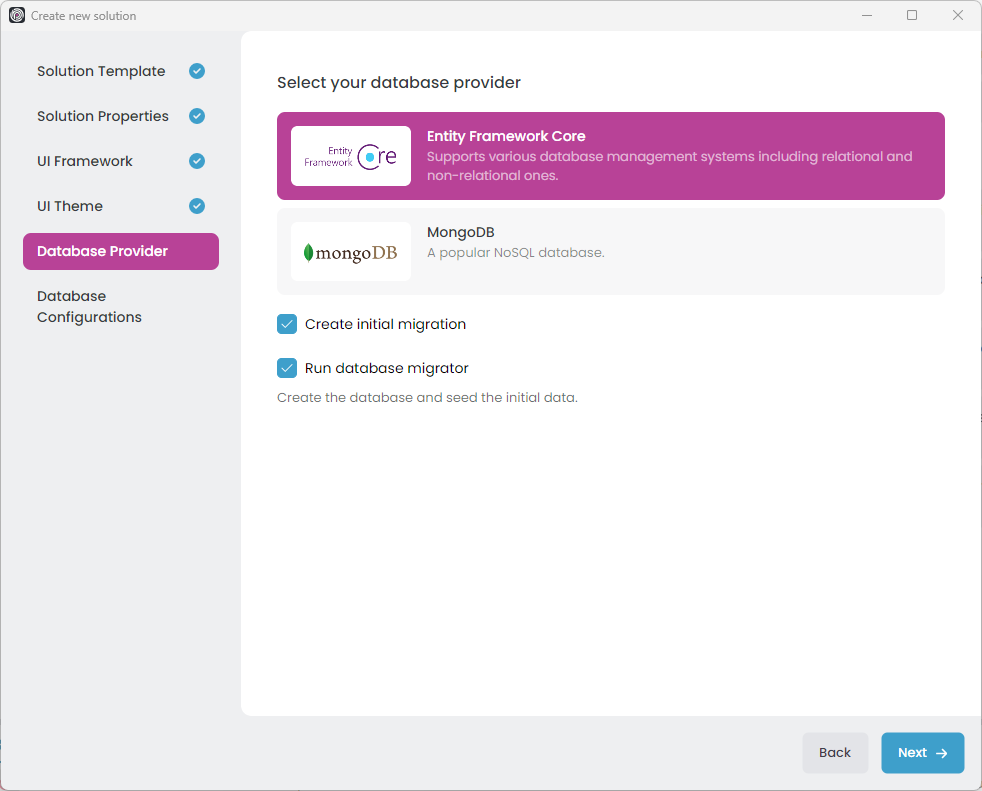 Create new solution
Solution Template
Solution Properties
UI Framework
UI Theme
Database Provider
Database
Configurations
Select your database provider
Entity
Framework Core
Entity Framework Core
Supports various database management systems including relational and
non-relational ones.
mongoDB
MongoDB
A popular NoSQL database.
Create initial migration
Run database migrator
Create the database and seed the initial data.
Back
Next